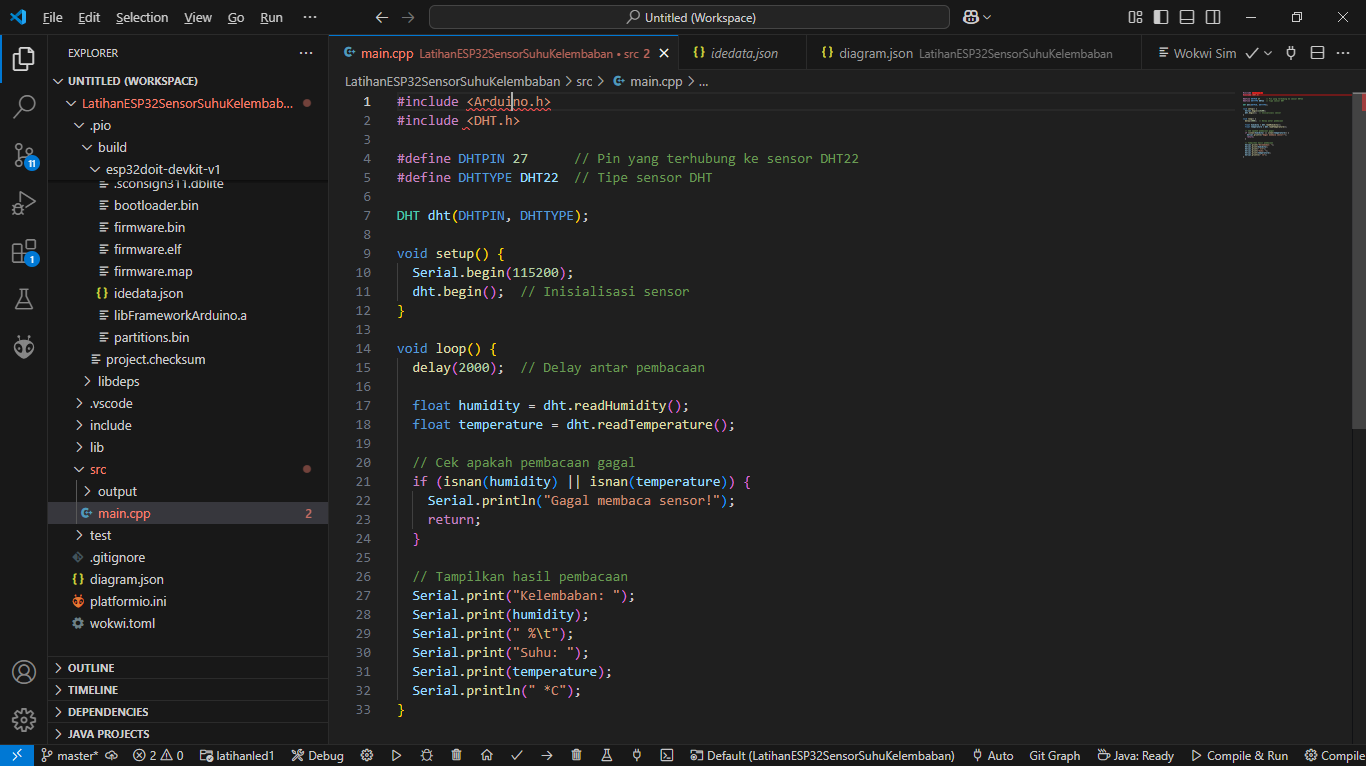 File Edit Selection View Go Run ··· Untitled (Workspace)
EXPLORER ···
UNTITLED (WORKSPACE)
LatihanESP32SensorSuhuKelembab...
.pio
build
esp32doit-devkit-v1
.sconsign311.dblite
bootloader.bin
firmware.bin
firmware.elf
firmware.map
idedata.json
libFrameworkArduino.a
partitions.bin
project.checksum
libdeps
.vscode
include
lib
src
output
main.cpp 2
test
.gitignore
diagram.json
platformio.ini
wokwi.toml
OUTLINE
TIMELINE
DEPENDENCIES
JAVA PROJECTS
11
1
main.cpp LatihanESP32SensorSuhuKelembaban • src 2
idedata.json
diagram.json LatihanESP32SensorSuhuKelembaban
Wokwi Sim
LatihanESP32SensorSuhuKelembaban > src > main.cpp > ...
1 #include <Arduino.h>
2 #include <DHT.h>
3
4 #define DHTPIN 27 // Pin yang terhubung ke sensor DHT22
5 #define DHTTYPE DHT22 // Tipe sensor DHT
6
7 DHT dht(DHTPIN, DHTTYPE);
8
9 void setup() {
10 Serial.begin(115200);
11 dht.begin(); // Inisialisasi sensor
12 }
13
14 void loop() {
15 delay(2000); // Delay antar pembacaan
16
17 float humidity = dht.readHumidity();
18 float temperature = dht.readTemperature();
19
20 // Cek apakah pembacaan gagal
21 if (isnan(humidity) || isnan(temperature)) {
22 Serial.println("Gagal membaca sensor!");
23 return;
24 }
25
26 // Tampilkan hasil pembacaan
27 Serial.print("Kelembaban: ");
28 Serial.print(humidity);
29 Serial.print(" %\t");
30 Serial.print("Suhu: ");
31 Serial.print(temperature);
32 Serial.println(" *C");
33 }
master* 2 0 latihanled1 Debug Default (LatihanESP32SensorSuhuKelembaban) Auto Git Graph Java: Ready Compile & Run Compile